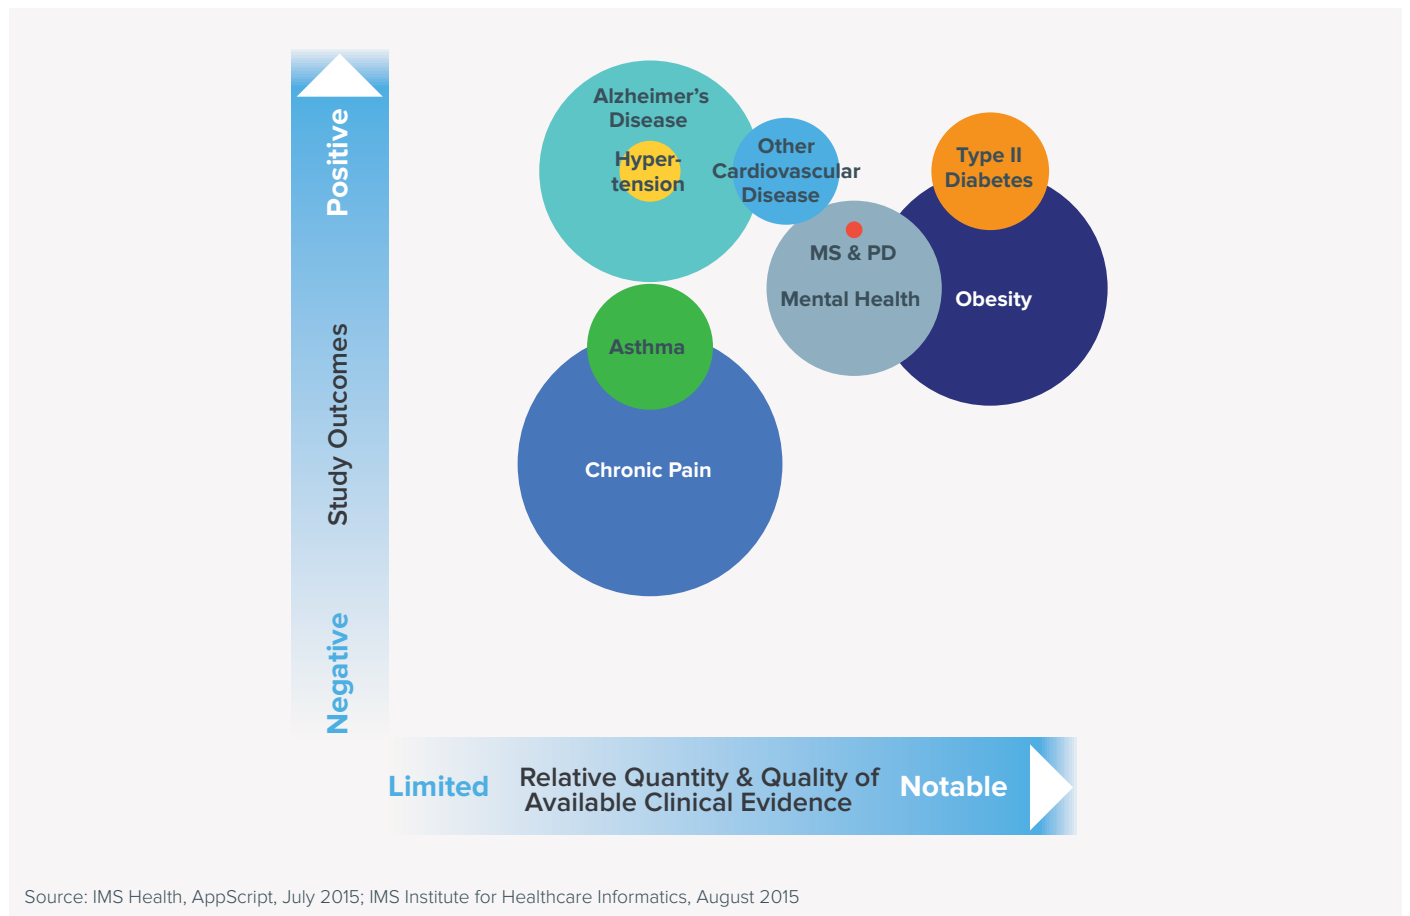 Positive
Study Outcomes
Negative
Alzheimer's
Disease
Hyper-
tension
Other
Cardiovascular
Disease
Type II
Diabetes
MS & PD
Mental Health
Obesity
Asthma
Chronic Pain
Limited
Relative Quantity & Quality of
Available Clinical Evidence
Notable
Source: IMS Health, AppScript, July 2015; IMS Institute for Healthcare Informatics, August 2015